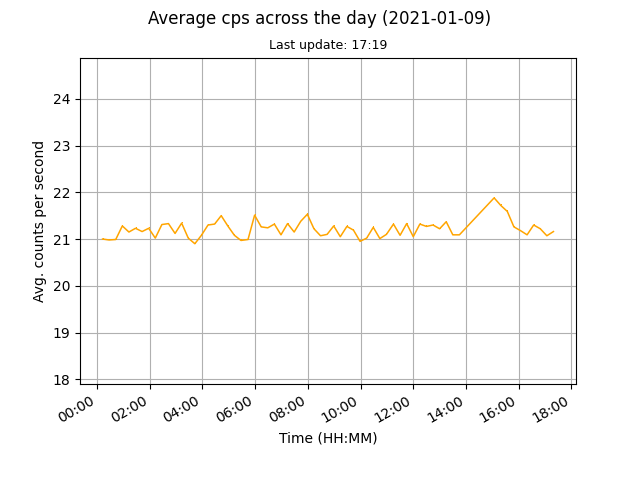 Average cps across the day (2021-01-09)
Last update: 17:19
24
23
22
21
20
19
18
Avg. counts per second
00:00 02:00 04:00 06:00 08:00 10:00 12:00 14:00 16:00 18:00
Time (HH:MM)